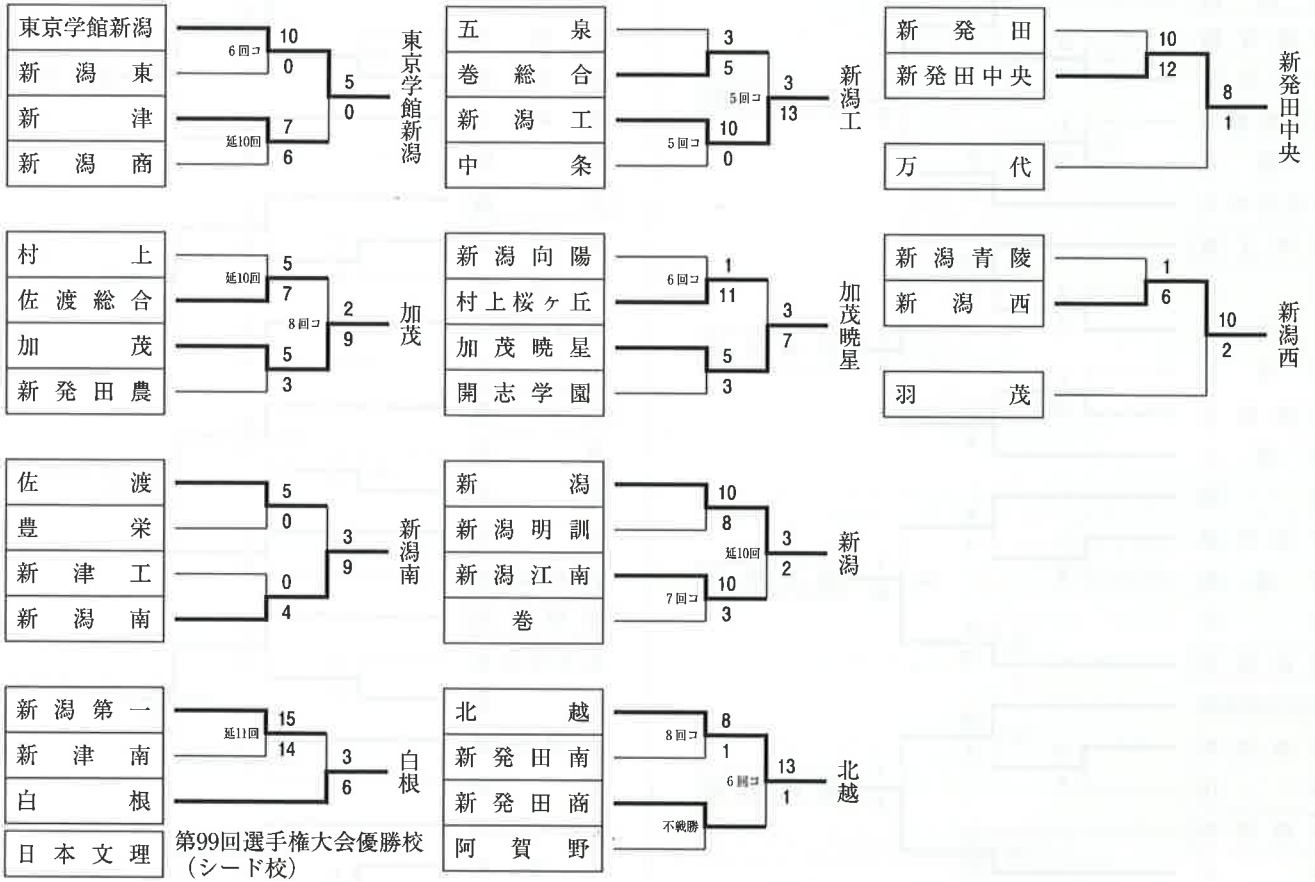 東京学館新潟
新潟東
新津
新潟商
6回コ
10
0
延10回
7
6
5
0
東京学館新潟
五泉
巻総合
新潟工
中条
3
5
5回コ
10
0
5回コ
3
13
新潟工
新発田
新発田中央
万代
10
12
8
1
新発田中央
村上
佐渡総合
加茂
新発田農
延10回
5
7
5
3
8回コ
2
9
加茂
新潟向陽
村上桜ヶ丘
加茂暁星
開志学園
6回コ
1
11
5
3
3
7
加茂暁星
新潟青陵
新潟西
羽茂
1
6
10
2
新潟西
佐渡
豊栄
新津工
新潟南
5
0
0
4
3
9
新潟南
新潟
新潟明訓
新潟江南
巻
10
8
7回コ
10
3
延10回
3
2
新潟
新潟第一
新津南
白根
延11回
15
14
3
6
白根
日本文理
第99回選手権大会優勝校
(シード校)
北越
新発田南
新発田商
阿賀野
8回コ
8
1
不戦勝
6回コ
13
1
北越